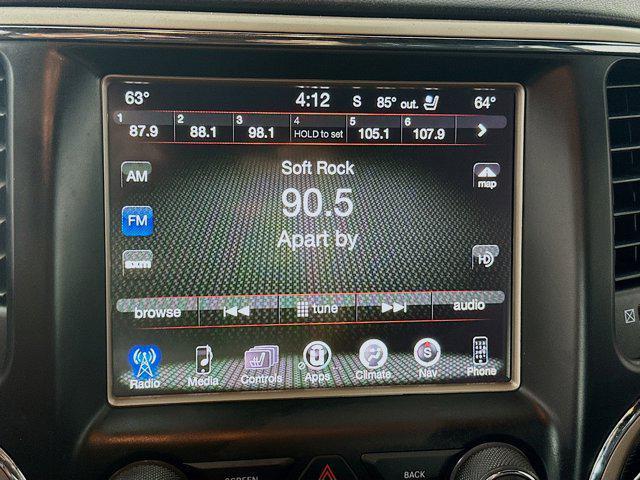 63° 4:12 S 85° out. 64°
1 87.9 2 88.1 3 98.1 4 HOLD to set 5 105.1 6 107.9
Soft Rock
AM map
90.5
FM
Apart by
HD
browse tune audio
Radio Media Controls Apps Climate Nav Phone
SCREEN BACK